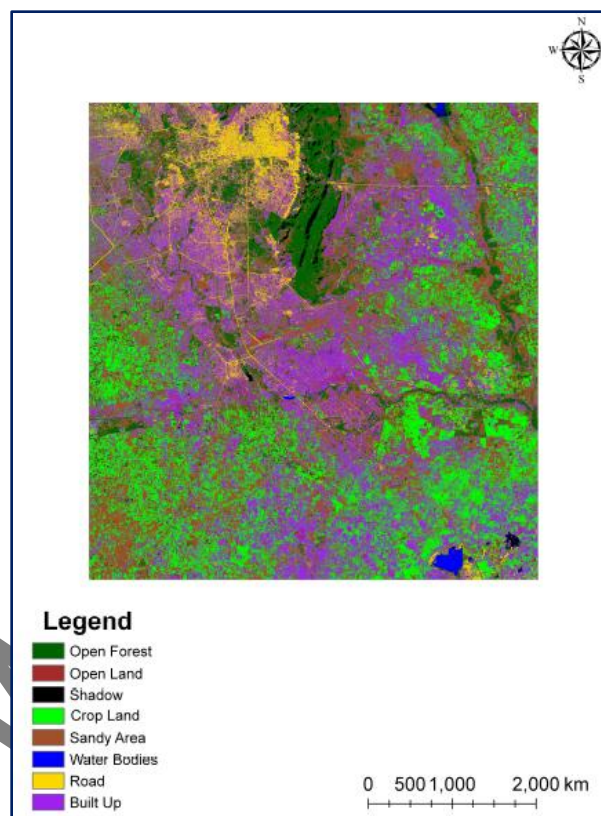 N
W
S
Legend
Open Forest
Open Land
Shadow
Crop Land
Sandy Area
Water Bodies
Road
Built Up
0 500 1,000 2,000 km